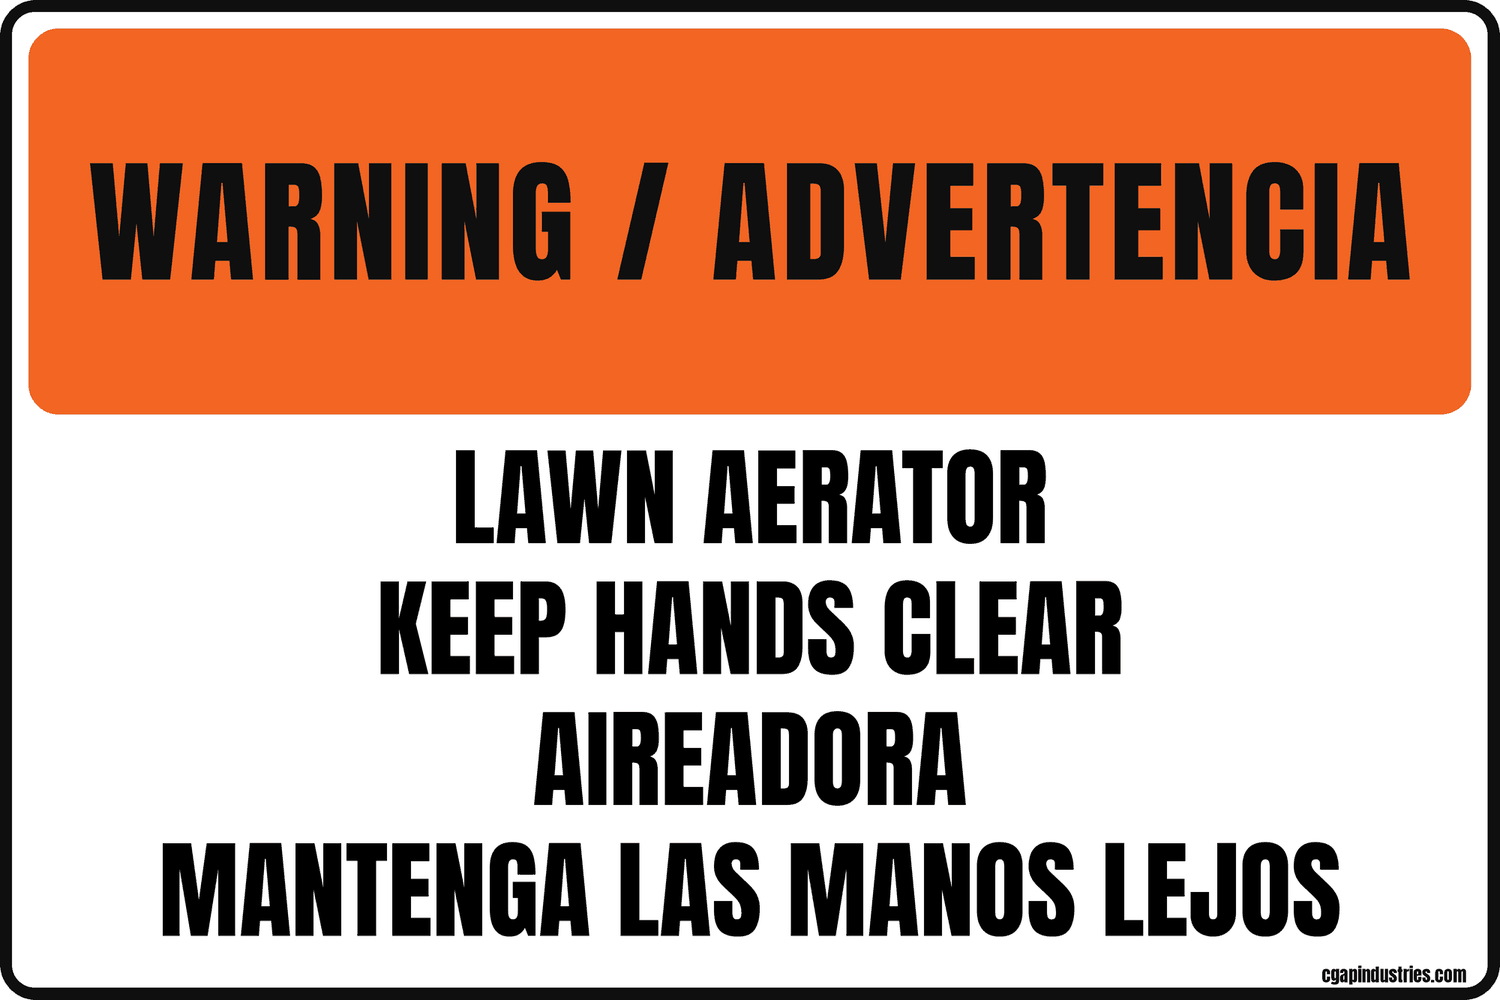 WARNING / ADVERTENCIA
LAWN AERATOR
KEEP HANDS CLEAR
AIREADORA
MANTENGA LAS MANOS LEJOS
cgapindustries.com